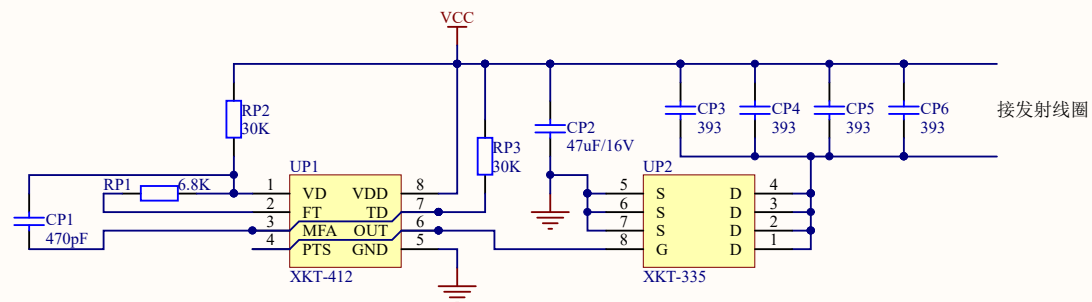 VCC
RP2
30K
RP1
6.8K
CP1
470pF
UP1
1 VD VDD 8
2 FT TD 7
3 MFA OUT 6
4 PTS GND 5
XKT-412
RP3
30K
CP2
47uF/16V
CP3
393
CP4
393
CP5
393
CP6
393
接发射线圈
UP2
5 S D 4
6 S D 3
7 S D 2
8 G D 1
XKT-335